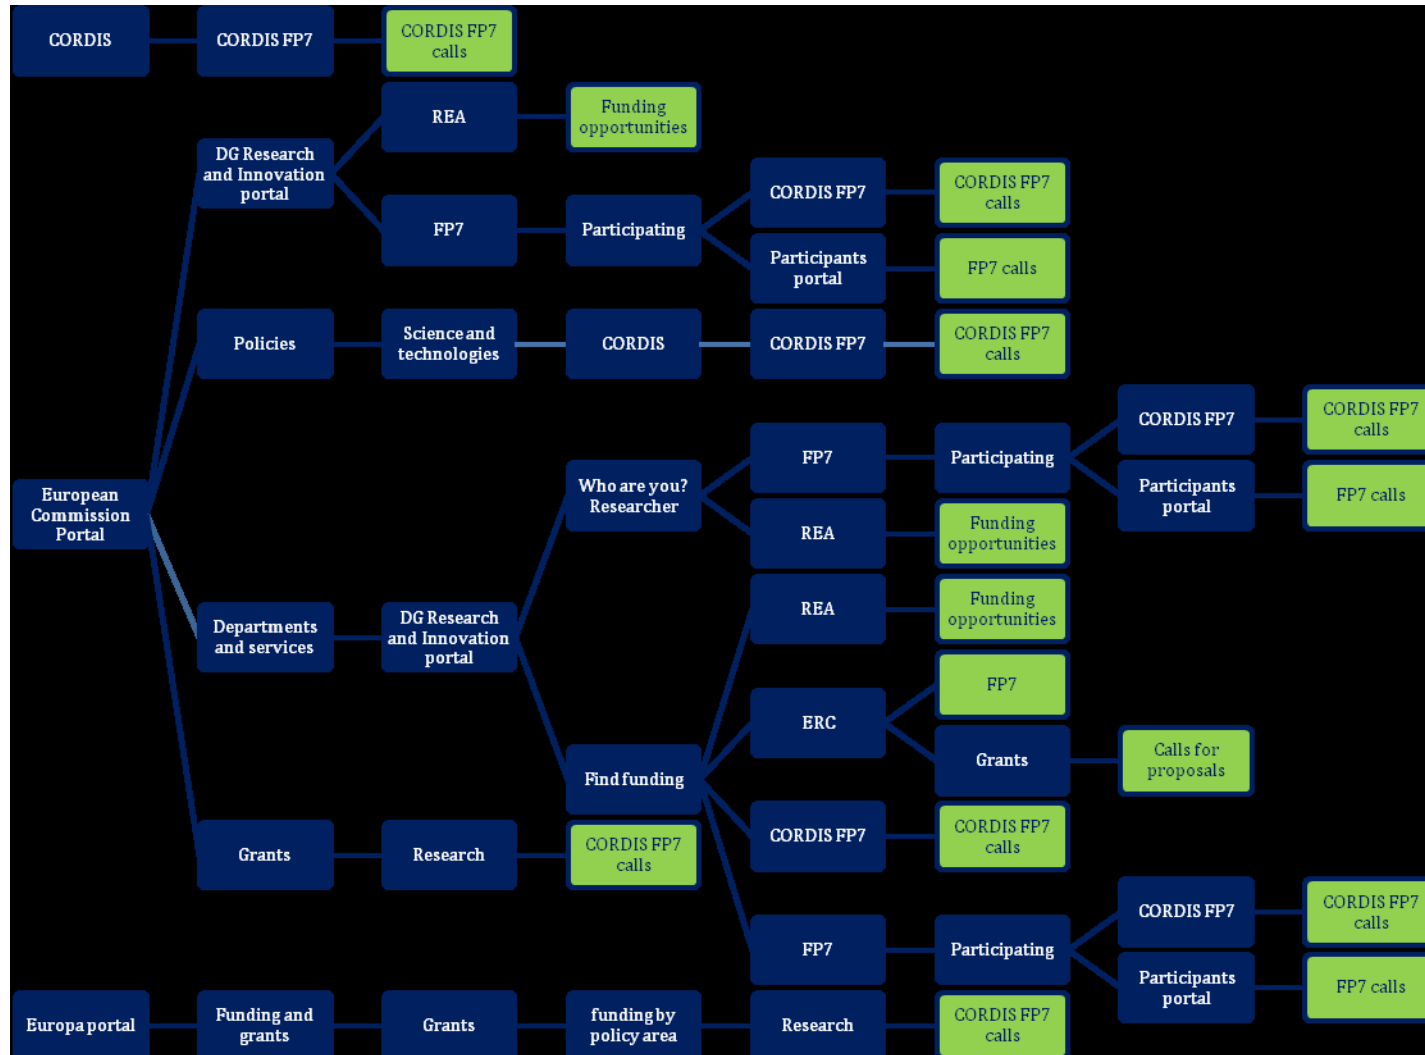 CORDIS
CORDIS FP7
CORDIS FP7
calls
REA
Funding
opportunities
DG Research
and Innovation
portal
CORDIS FP7
CORDIS FP7
calls
FP7
Participating
Participants
portal
FP7 calls
Policies
Science and
technologies
CORDIS
CORDIS FP7
CORDIS FP7
calls
CORDIS FP7
CORDIS FP7
calls
FP7
Participating
Who are you?
Researcher
Participants
portal
FP7 calls
European
Commission
Portal
REA
Funding
opportunities
REA
Funding
opportunities
Departments
and services
DG Research
and Innovation
portal
FP7
ERC
Grants
Calls for
proposals
Find funding
CORDIS FP7
CORDIS FP7
calls
Grants
Research
CORDIS FP7
calls
CORDIS FP7
CORDIS FP7
calls
FP7
Participating
Participants
portal
FP7 calls
Europa portal
Funding and
grants
Grants
funding by
policy area
Research
CORDIS FP7
calls